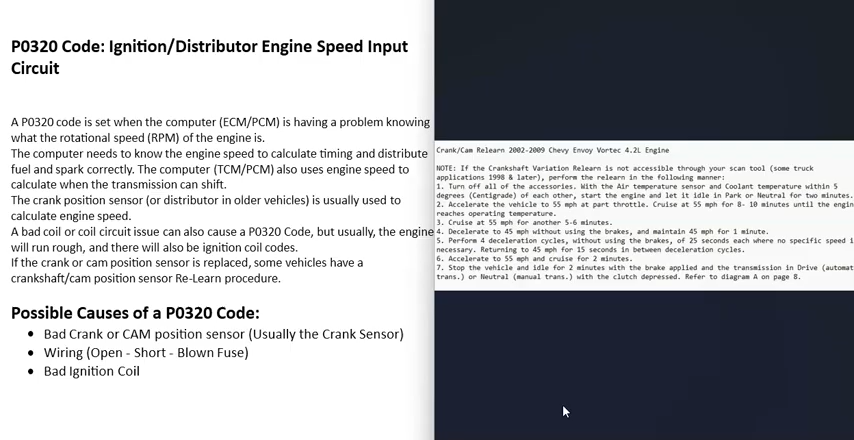 P0320 Code: Ignition/Distributor Engine Speed Input
Circuit
A P0320 code is set when the computer (ECM/PCM) is having a problem knowing
what the rotational speed (RPM) of the engine is.
The computer needs to know the engine speed to calculate timing and distribute
fuel and spark correctly. The computer (TCM/PCM) also uses engine speed to
calculate when the transmission can shift.
The crank position sensor (or distributor in older vehicles) is usually used to
calculate engine speed.
A bad coil or coil circuit issue can also cause a P0320 Code, but usually, the engine
will run rough, and there will also be ignition coil codes.
If the crank or cam position sensor is replaced, some vehicles have a
crankshaft/cam position sensor Re-Learn procedure.
Possible Causes of a P0320 Code:
• Bad Crank or CAM position sensor (Usually the Crank Sensor)
• Wiring (Open - Short - Blown Fuse)
• Bad Ignition Coil
Crank/Cam Relearn 2002-2009 Chevy Envoy Vortec 4.2L Engine
NOTE: If the Crankshaft Variation Relearn is not accessible through your scan tool (some truck
applications 1998 & later), perform the relearn in the following manner:
1. Turn off all of the accessories. With the Air temperature sensor and Coolant temperature within 5
degrees (Centigrade) of each other, start the engine and let it idle in Park or Neutral for two minutes.
2. Accelerate the vehicle to 55 mph at part throttle. Cruise at 55 mph for 8- 10 minutes until the engin
reaches operating temperature.
3. Cruise at 55 mph for another 5-6 minutes.
4. Decelerate to 45 mph without using the brakes, and maintain 45 mph for 1 minute.
5. Perform 4 deceleration cycles, without using the brakes, of 25 seconds each where no specific speed i
necessary. Returning to 45 mph for 15 seconds in between deceleration cycles.
6. Accelerate to 55 mph and cruise for 2 minutes.
7. Stop the vehicle and idle for 2 minutes with the brake applied and the transmission in Drive (automat
trans.) or Neutral (manual trans.) with the clutch depressed. Refer to diagram A on page 8.